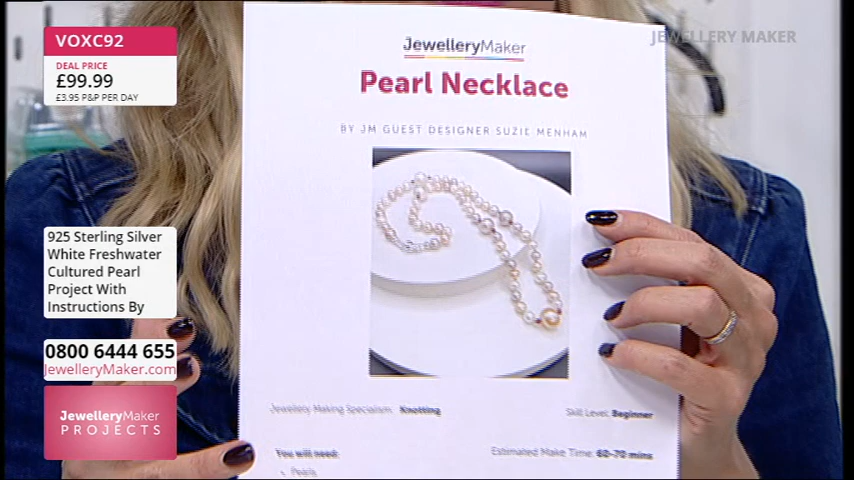 VOXC92
DEAL PRICE
£99.99
£3.95 P&P PER DAY
JEWELLERY MAKER
JewelleryMaker
Pearl Necklace
BY JM GUEST DESIGNER SUZIE MENHAM
925 Sterling Silver
White Freshwater
Cultured Pearl
Project With
Instructions By
0800 6444 655
JewelleryMaker.com
JewelleryMaker
PROJECTS
Jewellery Making Specialism: Knotting
Skill Level: Beginner
You will need:
Estimated Make Time: 60-70 mins
• Pearls